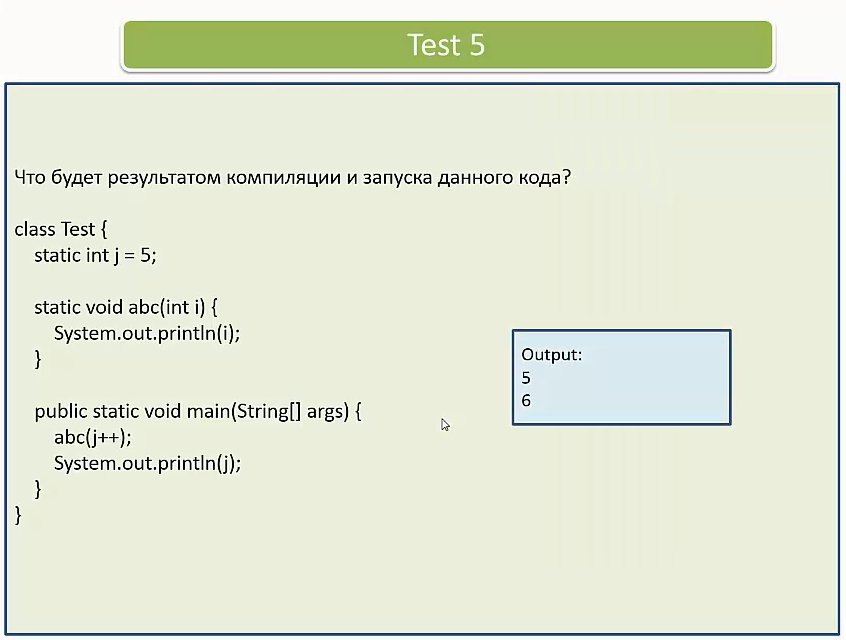 Test 5
Что будет результатом компиляции и запуска данного кода?
class Test {
static int j = 5;
static void abc(int i) {
System.out.println(i);
}
public static void main(String[] args) {
abc(j++);
System.out.println(j);
}
}
Output:
5
6